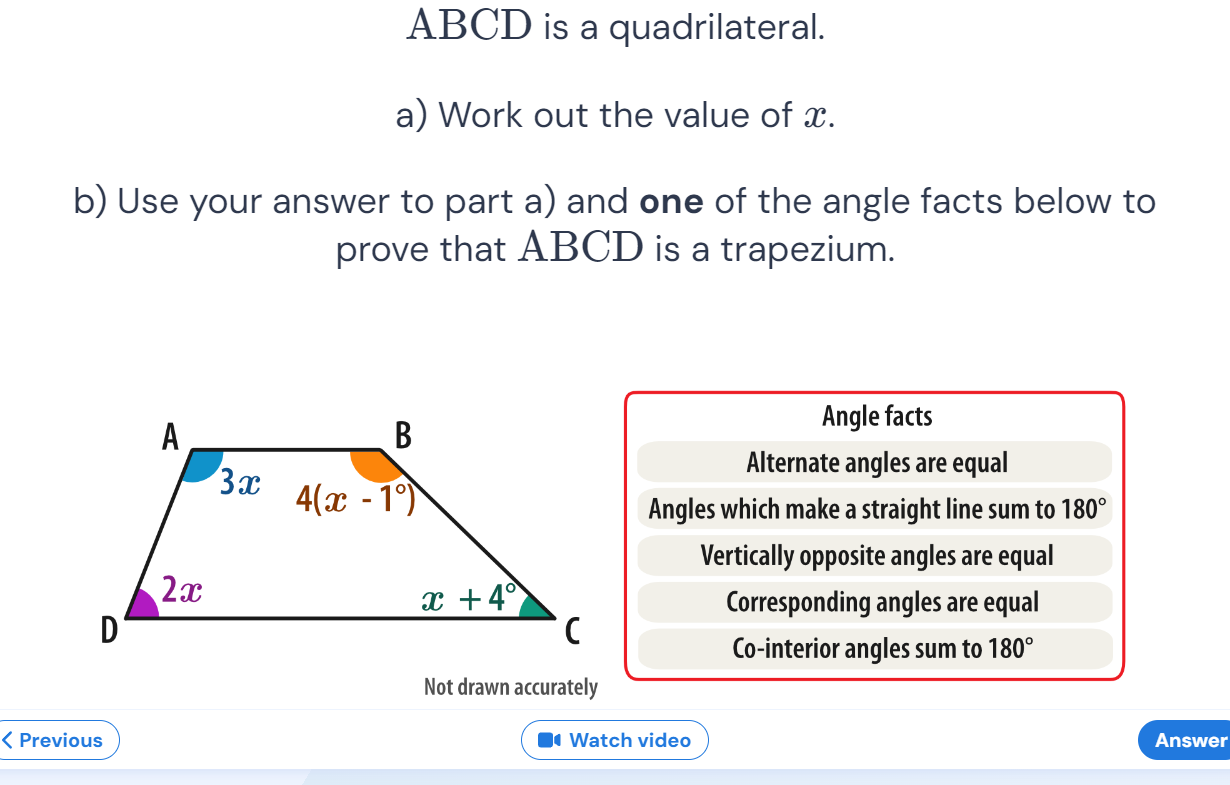 ABCD is a quadrilateral.
a) Work out the value of x.
b) Use your answer to part a) and one of the angle facts below to
prove that ABCD is a trapezium.
A
B
3x
4(x - 1°)
2x
x + 4°
D
C
Not drawn accurately
Angle facts
Alternate angles are equal
Angles which make a straight line sum to 180°
Vertically opposite angles are equal
Corresponding angles are equal
Co-interior angles sum to 180°
< Previous
Watch video
Answer